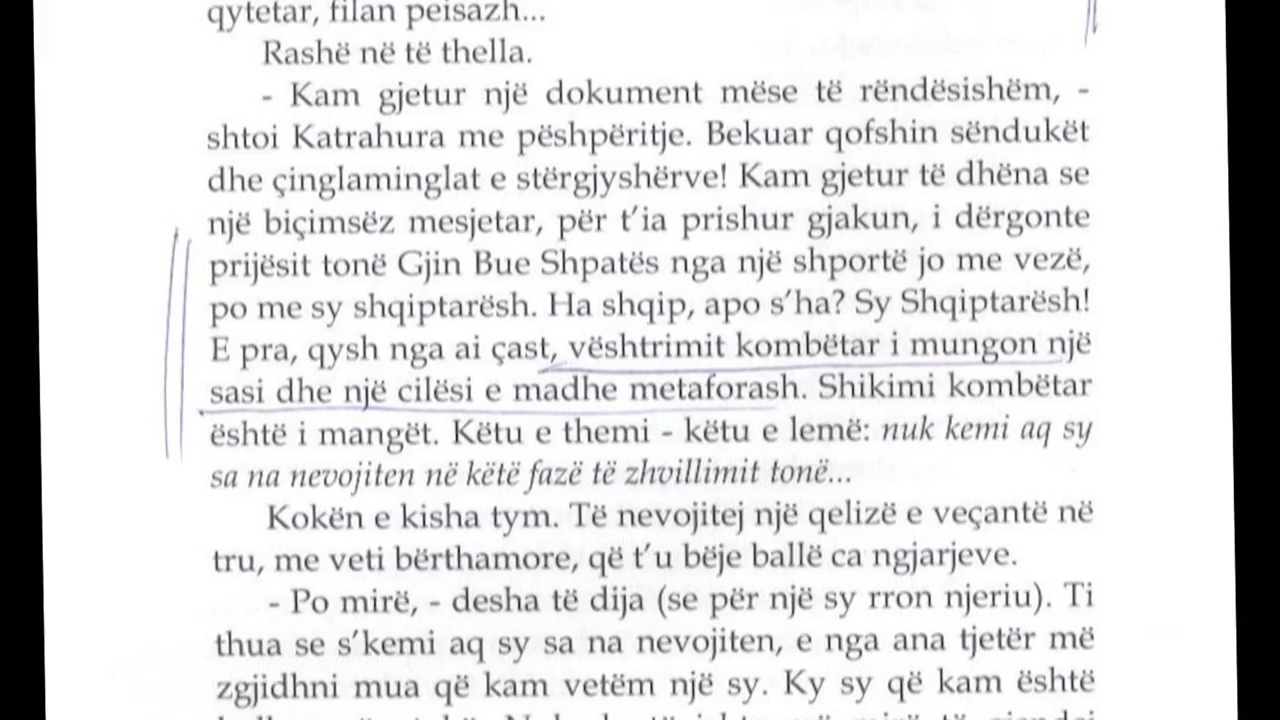 qytetar, filan peisazh...
Rashë në të thella.
- Kam gjetur një dokument mëse të rëndësishëm, -
shtoi Katrahura me pëshpëritje. Bekuar qofshin sëndukët
dhe çinglaminglat e stërgjyshërve! Kam gjetur të dhëna se
një biçimsëz mesjetar, për t’ia prishur gjakun, i dërgonte
prijësit tonë Gjin Bue Shpatës nga një shportë jo me vezë,
po me sy shqiptarësh. Ha shqip, apo s’ha? Sy Shqiptarësh!
E pra, qysh nga ai çast, vështrimit kombëtar i mungon një
sasi dhe një cilësi e madhe metaforash. Shikimi kombëtar
është i mangët. Këtu e themi - këtu e lemë: nuk kemi aq sy
sa na nevojiten në këtë fazë të zhvillimit tonë...
Kokën e kisha tym. Të nevojitej një qelizë e veçantë në
tru, me veti bërthamore, që t’u bëje ballë ca ngjarjeve.
- Po mirë, - desha të dija (se për një sy rron njeriu). Ti
thua se s’kemi aq sy sa na nevojiten, e nga ana tjetër më
zgjidhni mua që kam vetëm një sy. Ky sy që kam është